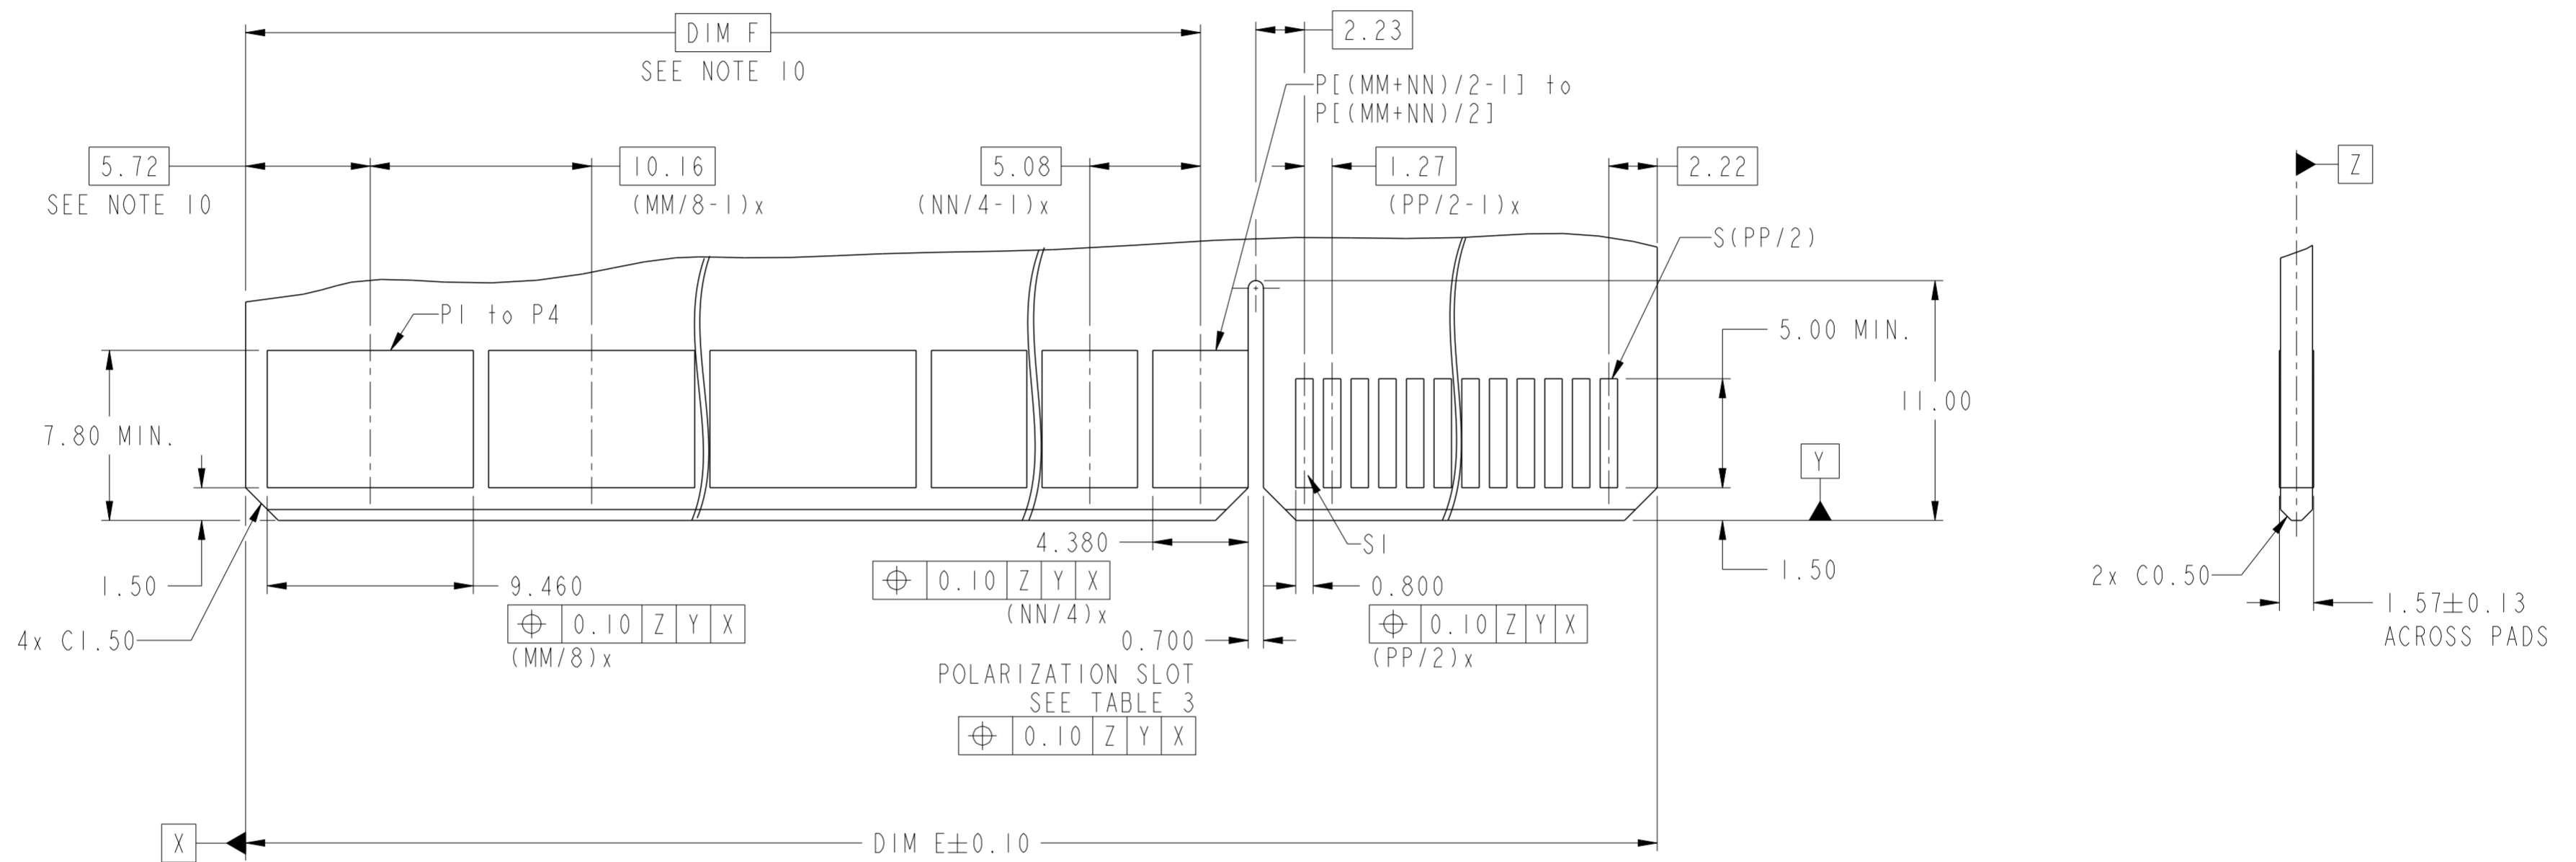 DIM F
SEE NOTE 10
2.23
P[(MM+NN)/2-1] to
P[(MM+NN)/2]
5.72
SEE NOTE 10
10.16
(MM/8-1)x
5.08
(NN/4-1)x
1.27
(PP/2-1)x
2.22
Z
S(PP/2)
P1 to P4
5.00 MIN.
11.00
7.80 MIN.
Y
4.380
⌖ 0.10 Z Y X
(NN/4)x
S1
1.50
1.50
9.460
⌖ 0.10 Z Y X
(MM/8)x
4x C1.50
0.800
⌖ 0.10 Z Y X
(PP/2)x
0.700
POLARIZATION SLOT
SEE TABLE 3
⌖ 0.10 Z Y X
2x C0.50
1.57±0.13
ACROSS PADS
X
DIM E±0.10